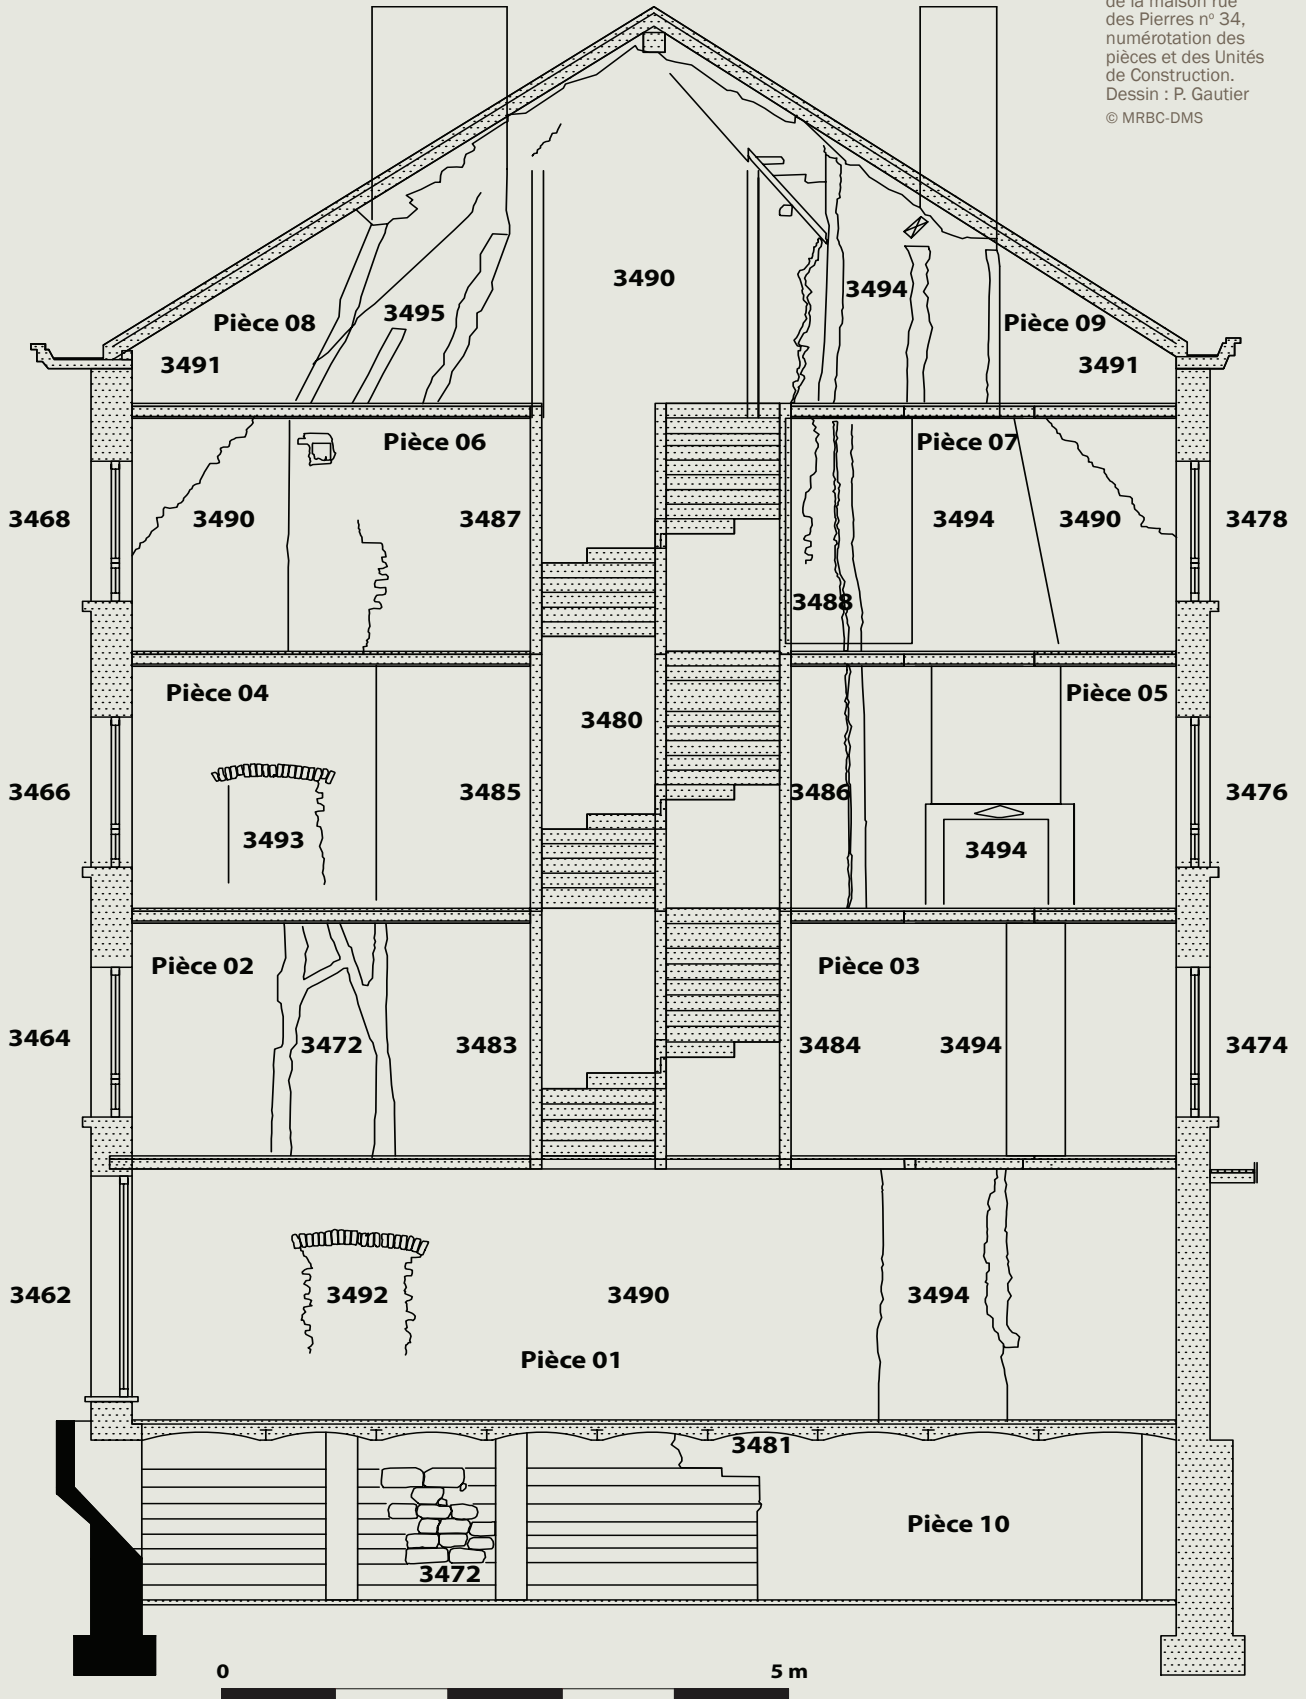 de la maison rue
des Pierres nº 34,
numérotation des
pièces et des Unités
de Construction.
Dessin : P. Gautier
© MRBC-DMS
3490
3494
Pièce 08
3495
Pièce 09
3491
3491
Pièce 06
Pièce 07
3468
3490
3487
3494
3490
3478
3488
Pièce 04
Pièce 05
3480
3466
3485
3486
3476
3493
3494
Pièce 02
Pièce 03
3464
3472
3483
3484
3494
3474
3462
3492
3490
3494
Pièce 01
3481
Pièce 10
3472
0
5 m